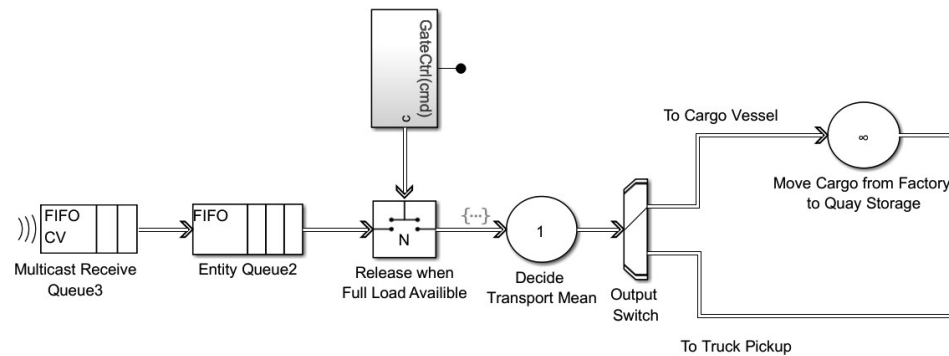 GateCtrl(cmd)
c
To Cargo Vessel
∞
Move Cargo from Factory
to Quay Storage
FIFO
CV
Multicast Receive
Queue3
FIFO
Entity Queue2
N
Release when
Full Load Availible
{···}
1
Decide
Transport Mean
Output
Switch
To Truck Pickup